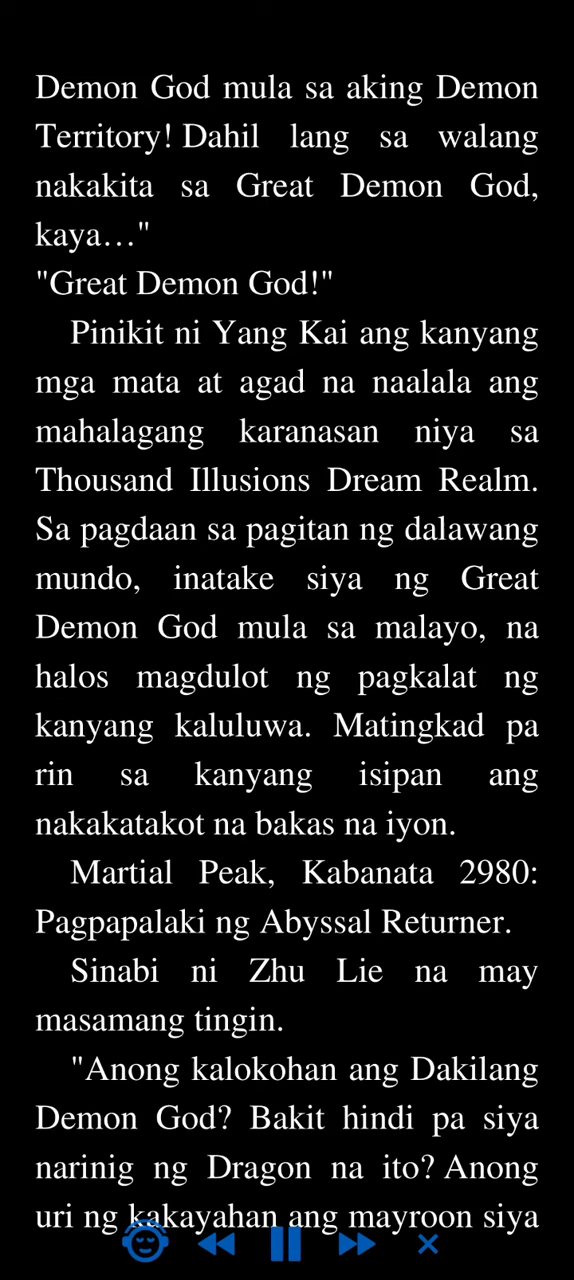 Demon God mula sa aking Demon
Territory! Dahil lang sa walang
nakakita sa Great Demon God,
kaya…"
"Great Demon God!"
Pinikit ni Yang Kai ang kanyang
mga mata at agad na naalala ang
mahalagang karanasan niya sa
Thousand Illusions Dream Realm.
Sa pagdaan sa pagitan ng dalawang
mundo, inatake siya ng Great
Demon God mula sa malayo, na
halos magdulot ng pagkalat ng
kanyang kaluluwa. Matingkad pa
rin sa kanyang isipan ang
nakakatakot na bakas na iyon.
Martial Peak, Kabanata 2980:
Pagpapalaki ng Abyssal Returner.
Sinabi ni Zhu Lie na may
masamang tingin.
"Anong kalokohan ang Dakilang
Demon God? Bakit hindi pa siya
narinig ng Dragon na ito? Anong
uri ng kakayahan ang mayroon siya